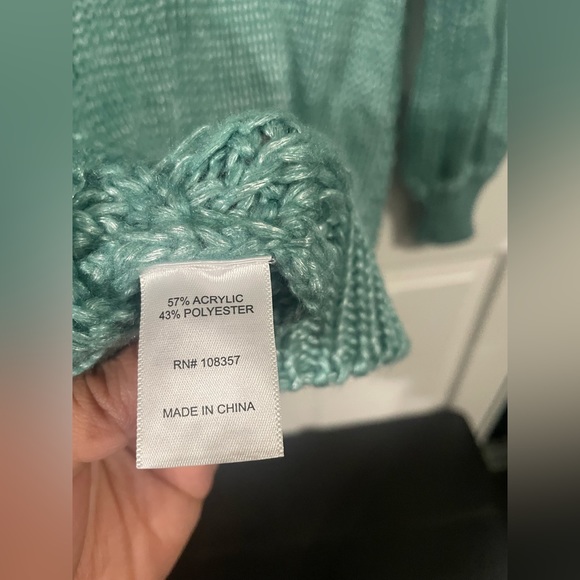 57% ACRYLIC
43% POLYESTER
RN# 108357
MADE IN CHINA